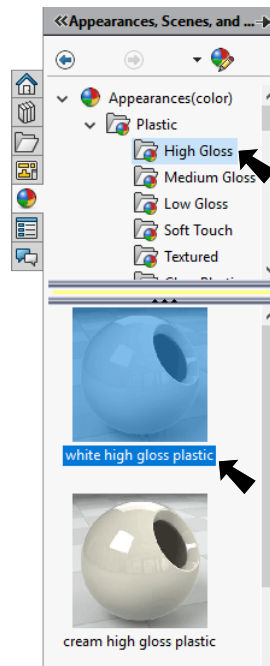 Appearances, Scenes, and ...
Appearances(color)
Plastic
High Gloss
Medium Gloss
Low Gloss
Soft Touch
Textured
white high gloss plastic
cream high gloss plastic